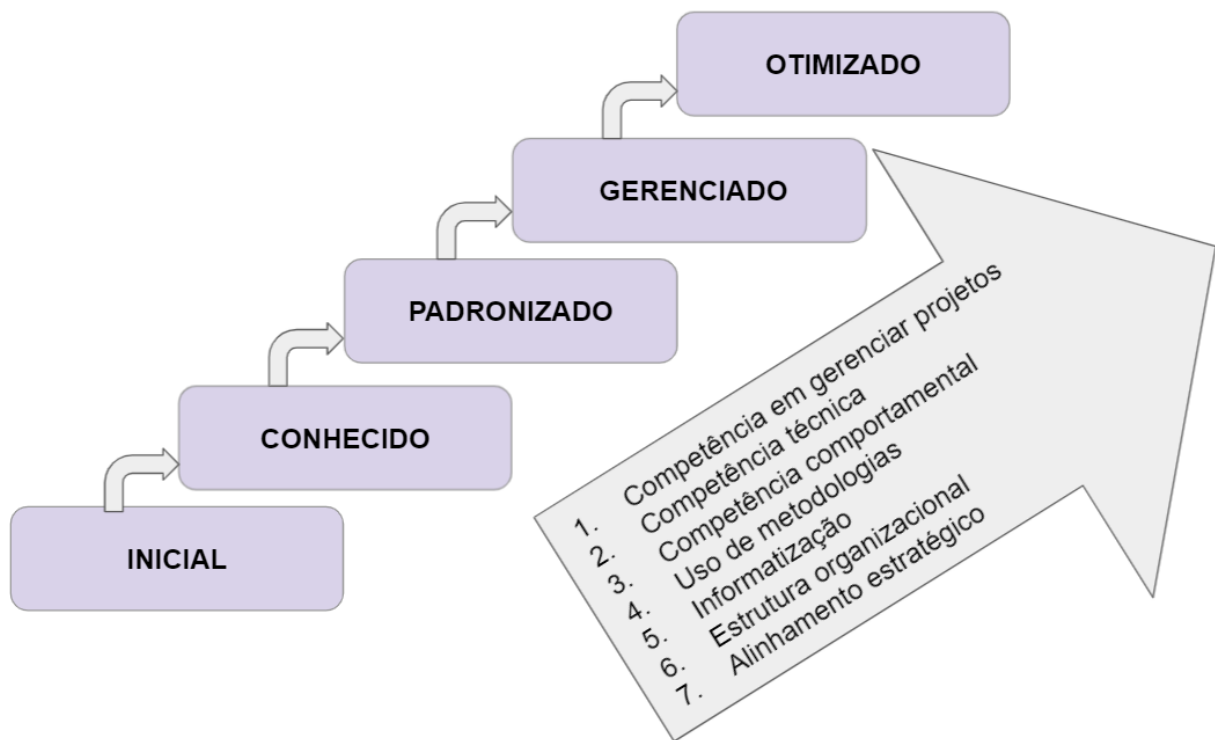 OTIMIZADO
GERENCIADO
PADRONIZADO
CONHECIDO
INICIAL
1. Competência em gerenciar projetos
2. Competência técnica
3. Competência comportamental
4. Uso de metodologias
5. Informatização
6. Estrutura organizacional
7. Alinhamento estratégico